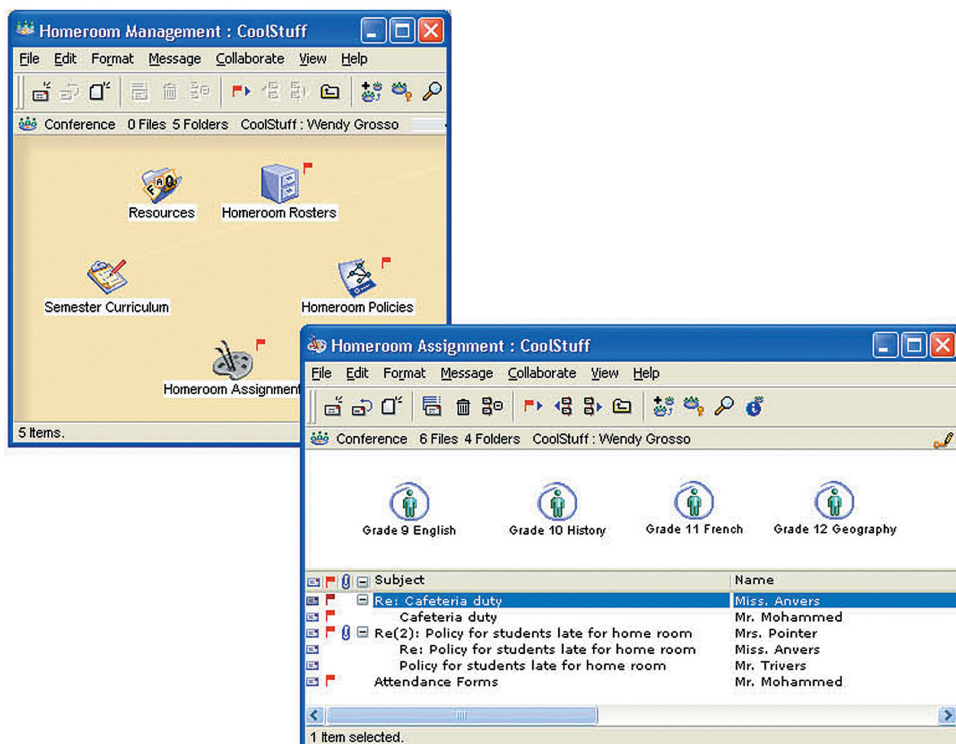 Homeroom Management : CoolStuff
File Edit Format Message Collaborate View Help
Conference 0 Files 5 Folders CoolStuff : Wendy Grosso
FAQ
Resources
Homeroom Rosters
Semester Curriculum
Homeroom Policies
Homeroom Assignment
5 Items.
Homeroom Assignment : CoolStuff
File Edit Format Message Collaborate View Help
Conference 6 Files 4 Folders CoolStuff : Wendy Grosso
Grade 9 English Grade 10 History Grade 11 French Grade 12 Geography
Subject Name
Re: Cafeteria duty Miss. Anvers
Cafeteria duty Mr. Mohammed
Re(2): Policy for students late for home room Mrs. Pointer
Re: Policy for students late for home room Miss. Anvers
Policy for students late for home room Mr. Trivers
Attendance Forms Mr. Mohammed
1 Item selected.